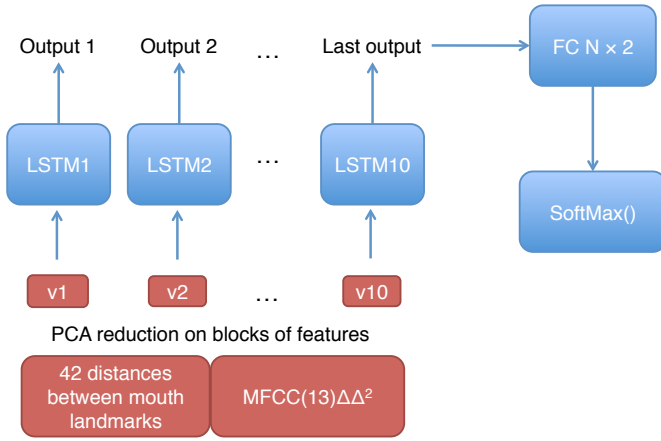 Output 1
Output 2
...
Last output
FC N × 2
LSTM1
LSTM2
...
LSTM10
SoftMax()
v1
v2
...
v10
PCA reduction on blocks of features
42 distances
between mouth
landmarks
MFCC(13)ΔΔ²